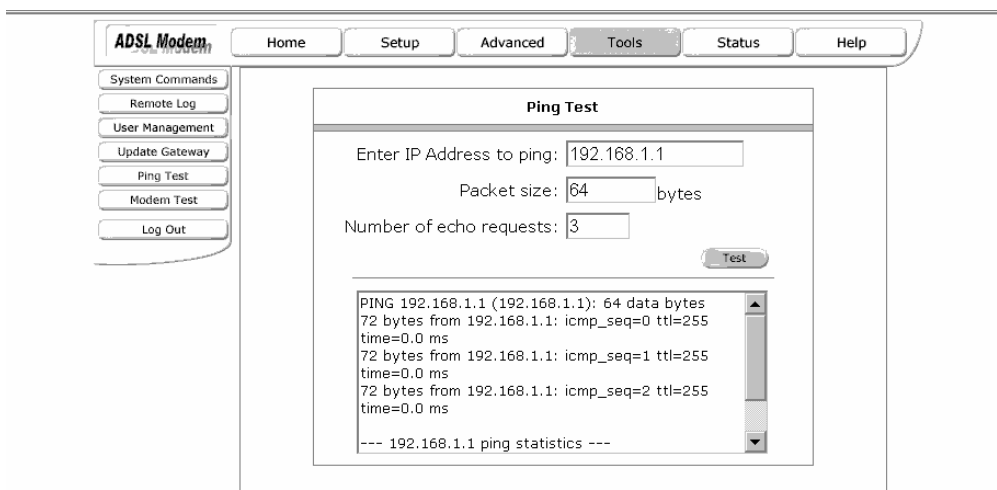 ADSL Modem
Home
Setup
Advanced
Tools
Status
Help
System Commands
Remote Log
User Management
Update Gateway
Ping Test
Modem Test
Log Out
Ping Test
Enter IP Address to ping: 192.168.1.1
Packet size: 64 bytes
Number of echo requests: 3
Test
PING 192.168.1.1 (192.168.1.1): 64 data bytes
72 bytes from 192.168.1.1: icmp_seq=0 ttl=255
time=0.0 ms
72 bytes from 192.168.1.1: icmp_seq=1 ttl=255
time=0.0 ms
72 bytes from 192.168.1.1: icmp_seq=2 ttl=255
time=0.0 ms
--- 192.168.1.1 ping statistics ---